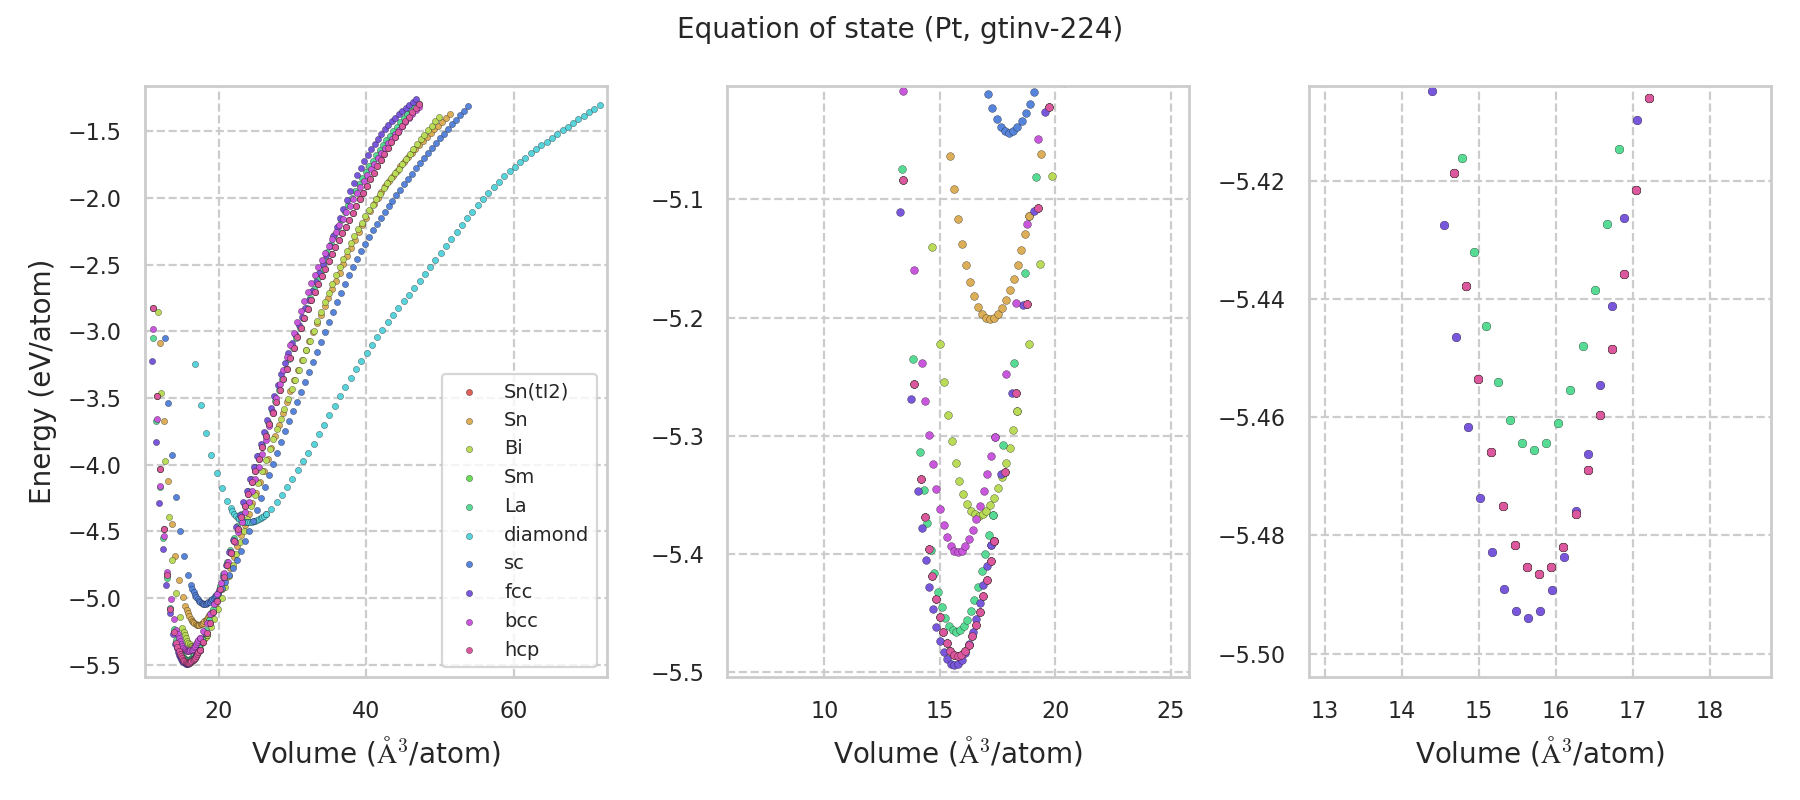 Equation of state (Pt, gtinv-224)
Energy (eV/atom)
−1.5
−2.0
−2.5
−3.0
−3.5
−4.0
−4.5
−5.0
−5.5
20 40 60
Volume (Å³/atom)
Sn(tI2)
Sn
Bi
Sm
La
diamond
sc
fcc
bcc
hcp
−5.1
−5.2
−5.3
−5.4
−5.5
10 15 20 25
Volume (Å³/atom)
−5.42
−5.44
−5.46
−5.48
−5.50
13 14 15 16 17 18
Volume (Å³/atom)